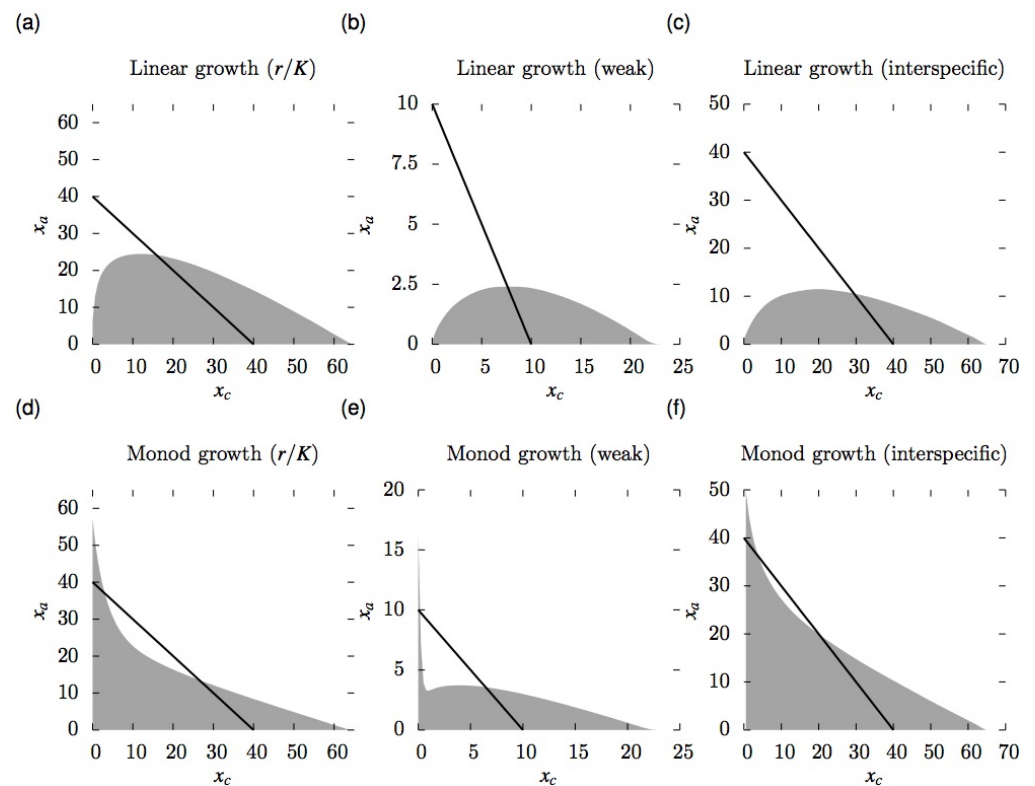 (a)
Linear growth (r/K)
60
50
40
30
20
10
0
x_a
0 10 20 30 40 50 60
x_c
(b)
Linear growth (weak)
10
7.5
5
2.5
0
x_a
0 5 10 15 20 25
x_c
(c)
Linear growth (interspecific)
50
40
30
20
10
0
x_a
0 10 20 30 40 50 60 70
x_c
(d)
Monod growth (r/K)
60
50
40
30
20
10
0
x_a
0 10 20 30 40 50 60
x_c
(e)
Monod growth (weak)
20
15
10
5
0
x_a
0 5 10 15 20 25
x_c
(f)
Monod growth (interspecific)
50
40
30
20
10
0
x_a
0 10 20 30 40 50 60 70
x_c